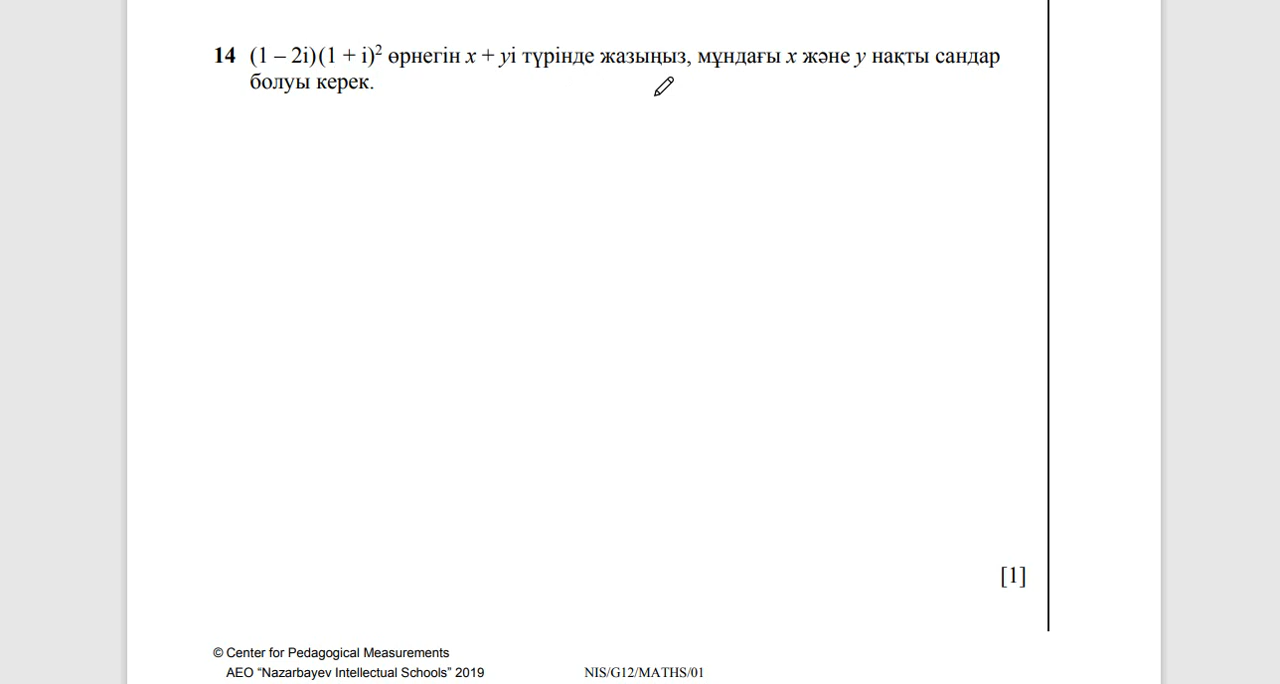 14 (1 – 2i)(1 + i)² өрнегін x + yi түрінде жазыңыз, мұндағы x және y нақты сандар
болуы керек.
[1]
© Center for Pedagogical Measurements
AEO “Nazarbayev Intellectual Schools” 2019 NIS/G12/MATHS/01